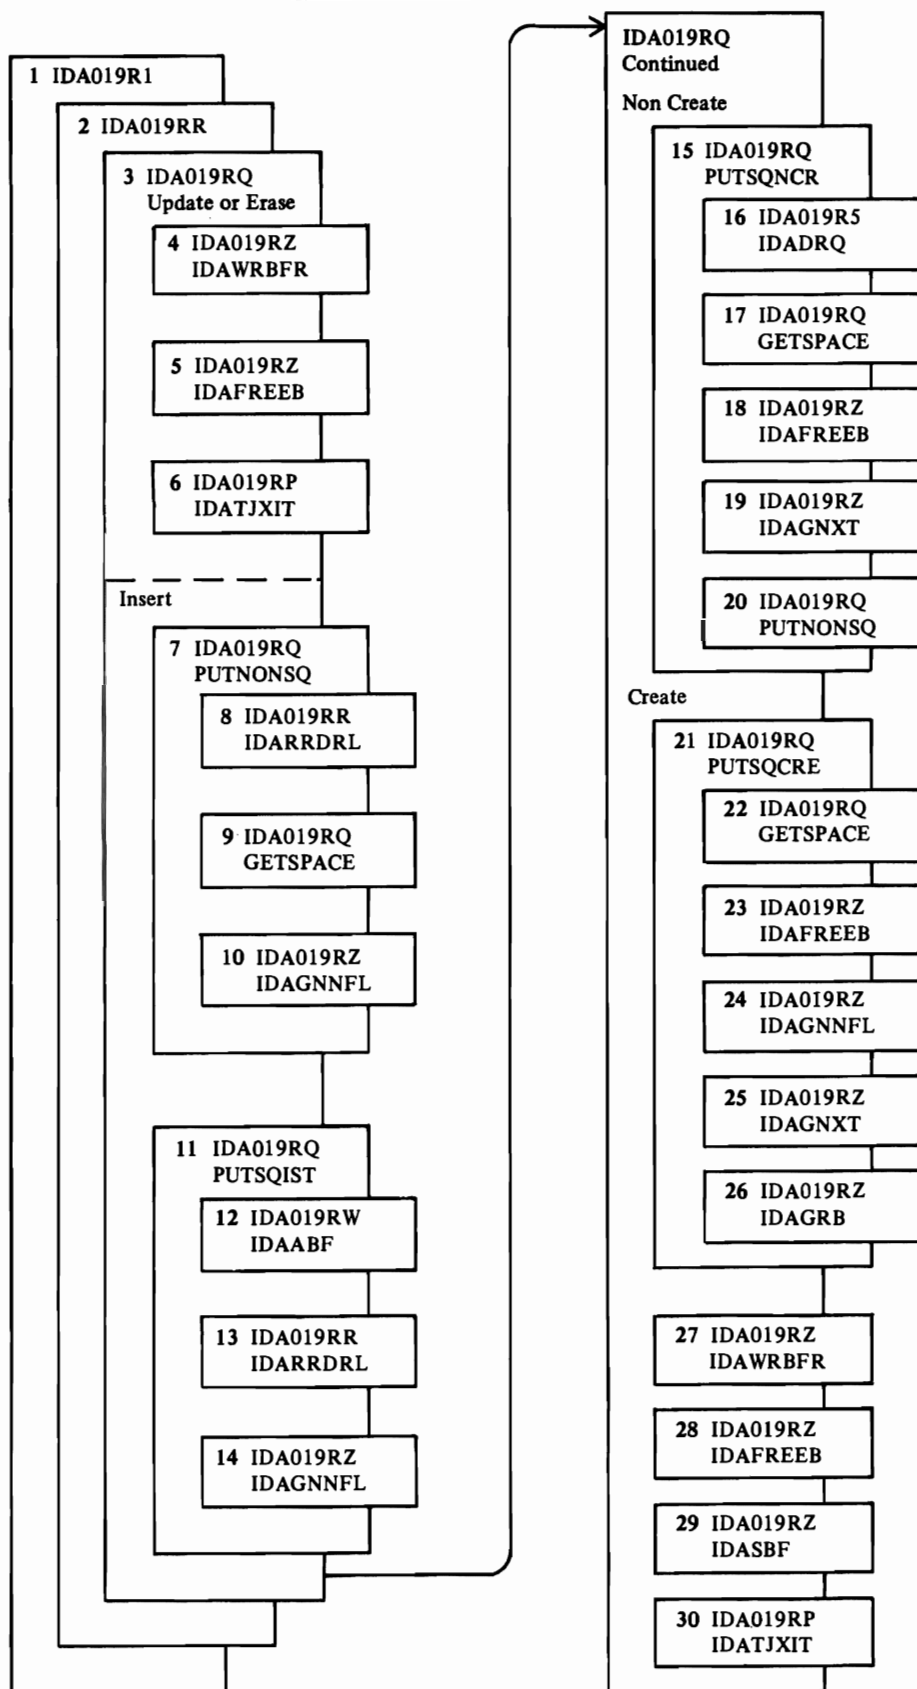 1 IDA019R1
2 IDA019RR
3 IDA019RQ
Update or Erase
4 IDA019RZ
IDAWRBFR
5 IDA019RZ
IDAFREEB
6 IDA019RP
IDATJXIT
Insert
7 IDA019RQ
PUTNONSQ
8 IDA019RR
IDARRDRL
9 IDA019RQ
GETSPACE
10 IDA019RZ
IDAGNNFL
11 IDA019RQ
PUTSQIST
12 IDA019RW
IDAABF
13 IDA019RR
IDARRDRL
14 IDA019RZ
IDAGNNFL
IDA019RQ
Continued
Non Create
15 IDA019RQ
PUTSQNCR
16 IDA019R5
IDADRQ
17 IDA019RQ
GETSPACE
18 IDA019RZ
IDAFREEB
19 IDA019RZ
IDAGNXT
20 IDA019RQ
PUTNONSQ
Create
21 IDA019RQ
PUTSQCRE
22 IDA019RQ
GETSPACE
23 IDA019RZ
IDAFREEB
24 IDA019RZ
IDAGNNFL
25 IDA019RZ
IDAGNXT
26 IDA019RZ
IDAGRB
27 IDA019RZ
IDAWRBFR
28 IDA019RZ
IDAFREEB
29 IDA019RZ
IDASBF
30 IDA019RP
IDATJXIT